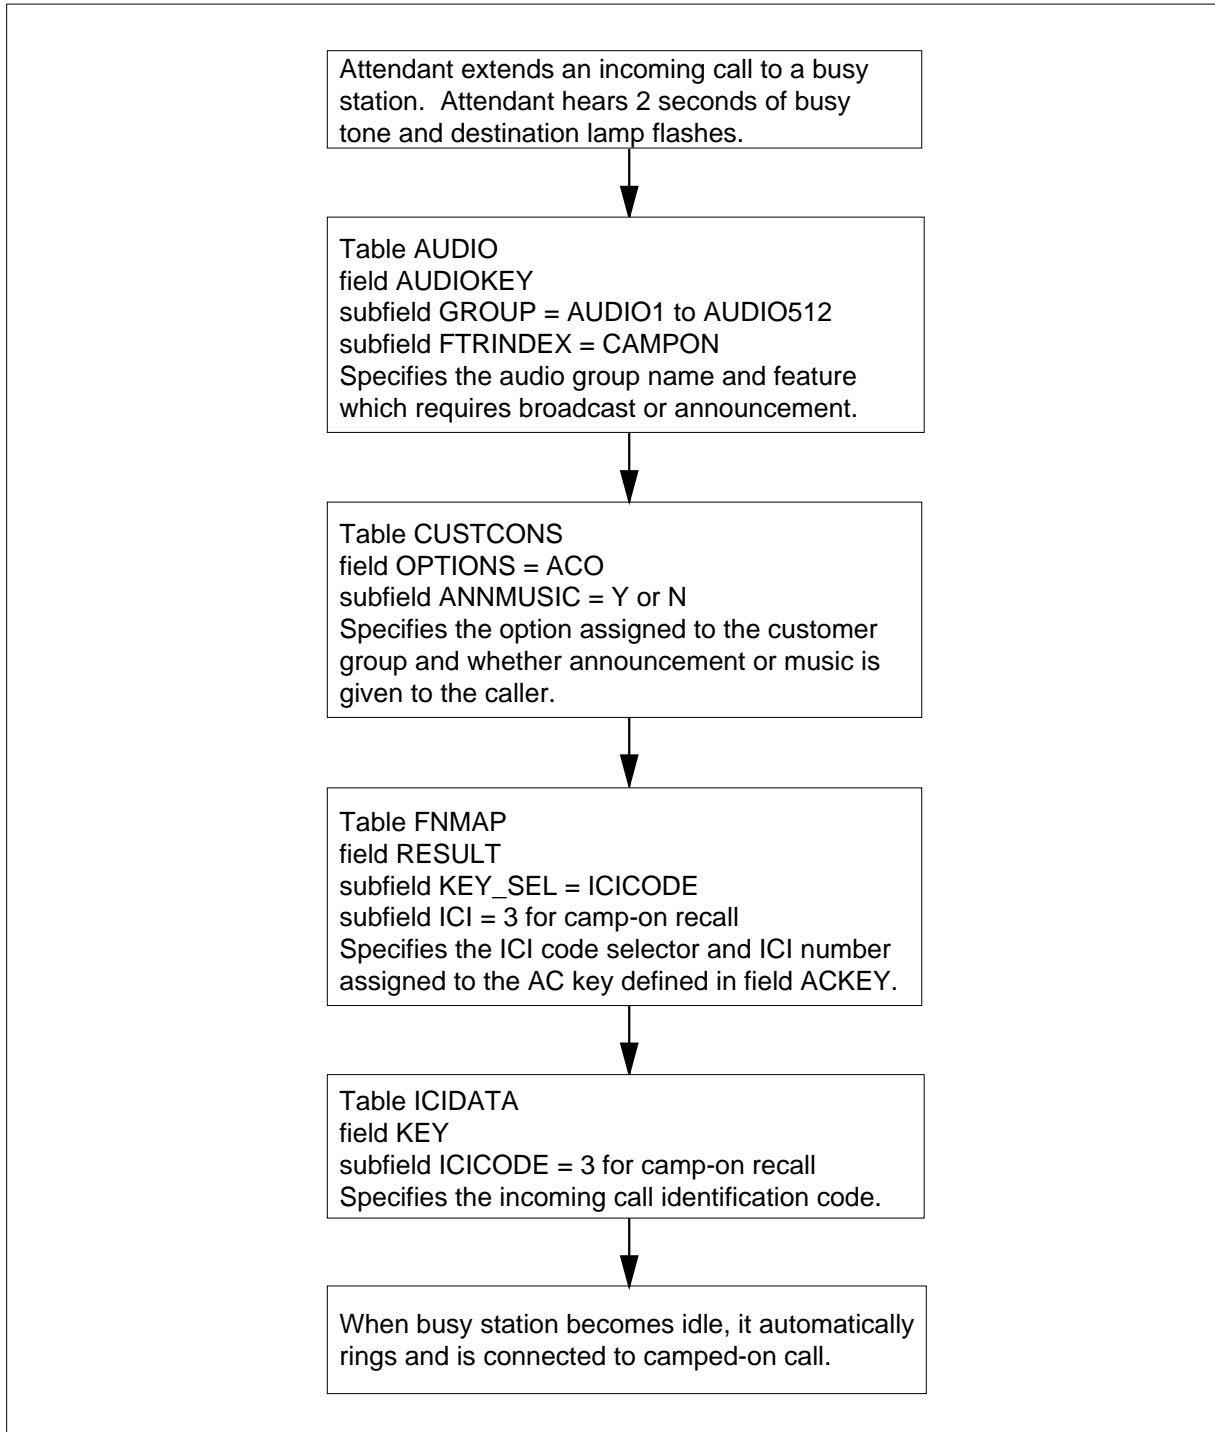 Attendant extends an incoming call to a busy
station.  Attendant hears 2 seconds of busy
tone and destination lamp flashes.
Table AUDIO
field AUDIOKEY
subfield GROUP = AUDIO1 to AUDIO512
subfield FTRINDEX = CAMPON
Specifies the audio group name and feature
which requires broadcast or announcement.
Table CUSTCONS
field OPTIONS = ACO
subfield ANNMUSIC = Y or N
Specifies the option assigned to the customer
group and whether announcement or music is
given to the caller.
Table FNMAP
field RESULT
subfield KEY_SEL = ICICODE
subfield ICI = 3 for camp-on recall
Specifies the ICI code selector and ICI number
assigned to the AC key defined in field ACKEY.
Table ICIDATA
field KEY
subfield ICICODE = 3 for camp-on recall
Specifies the incoming call identification code.
When busy station becomes idle, it automatically
rings and is connected to camped-on call.